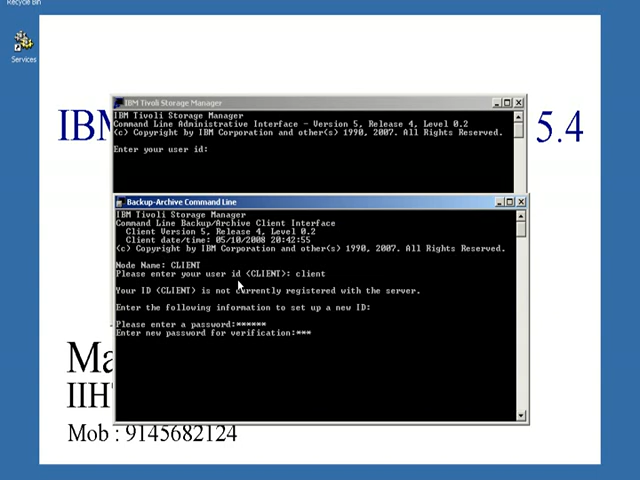 Recycle Bin
Services
IBM
5.4
IBM Tivoli Storage Manager
IBM Tivoli Storage Manager
Command Line Administrative Interface - Version 5, Release 4, Level 0.2
(c) Copyright by IBM Corporation and other(s) 1990, 2007. All Rights Reserved.
Enter your user id:
Backup-Archive Command Line
IBM Tivoli Storage Manager
Command Line Backup/Archive Client Interface
Client Version 5, Release 4, Level 0.2
Client date/time: 05/10/2008 20:42:55
(c) Copyright by IBM Corporation and other(s) 1990, 2007. All Rights Reserved.
Node Name: CLIENT
Please enter your user id <CLIENT>: client
Your ID (CLIENT) is not currently registered with the server.
Enter the following information to set up a new ID:
Please enter a password:******
Enter new password for verification:***
Ma
IIH
Mob : 9145682124